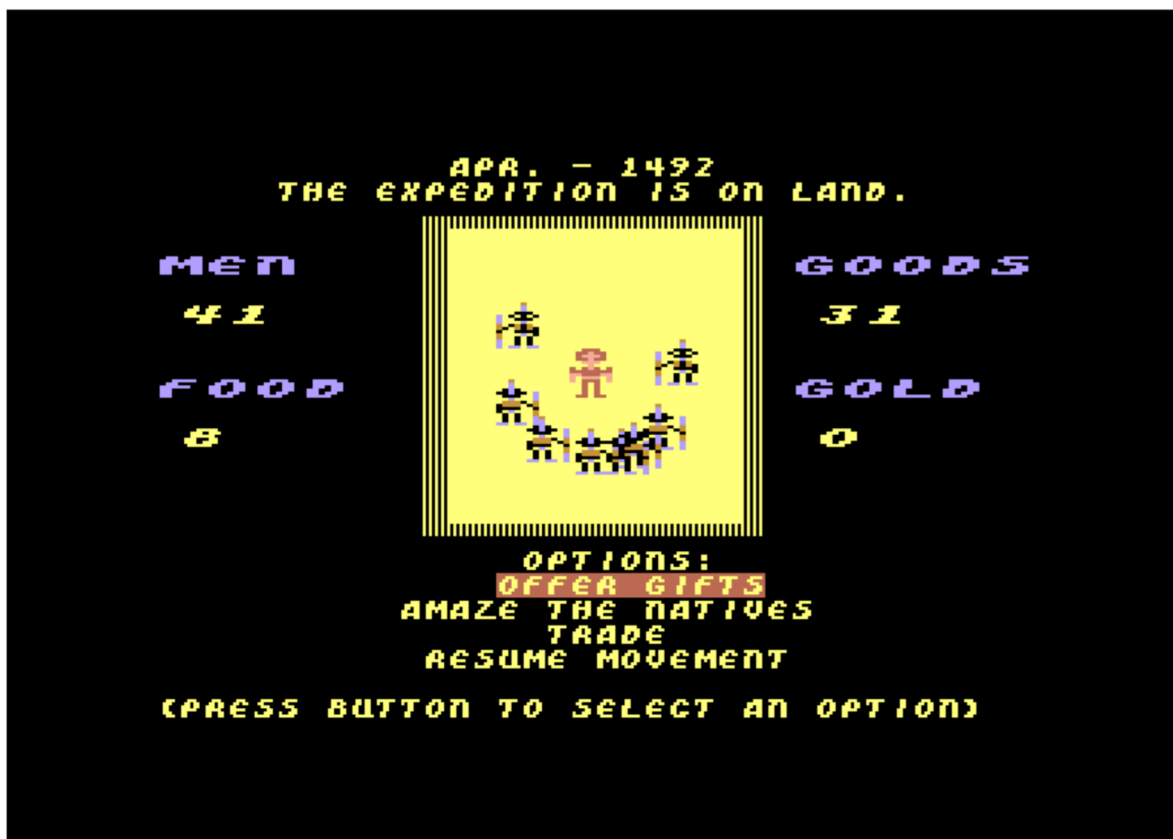 APR. - 1492
THE EXPEDITION IS ON LAND.
MEN
41
GOODS
31
FOOD
8
GOLD
0
OPTIONS:
OFFER GIFTS
AMAZE THE NATIVES
TRADE
RESUME MOVEMENT
(PRESS BUTTON TO SELECT AN OPTION)